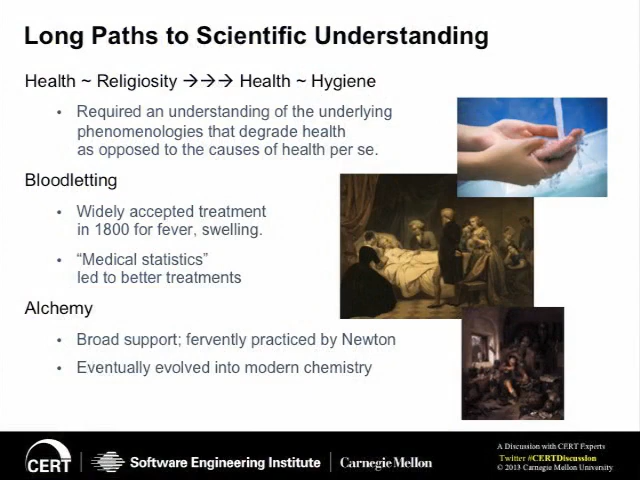 Long Paths to Scientific Understanding
Health ~ Religiosity →→→ Health ~ Hygiene
• Required an understanding of the underlying
phenomenologies that degrade health
as opposed to the causes of health per se.
Bloodletting
• Widely accepted treatment
in 1800 for fever, swelling.
• “Medical statistics”
led to better treatments
Alchemy
• Broad support; fervently practiced by Newton
• Eventually evolved into modern chemistry
CERT
Software Engineering Institute
Carnegie Mellon
A Discussion with CERT Experts
Twitter #CERTDiscussion
© 2013 Carnegie Mellon University